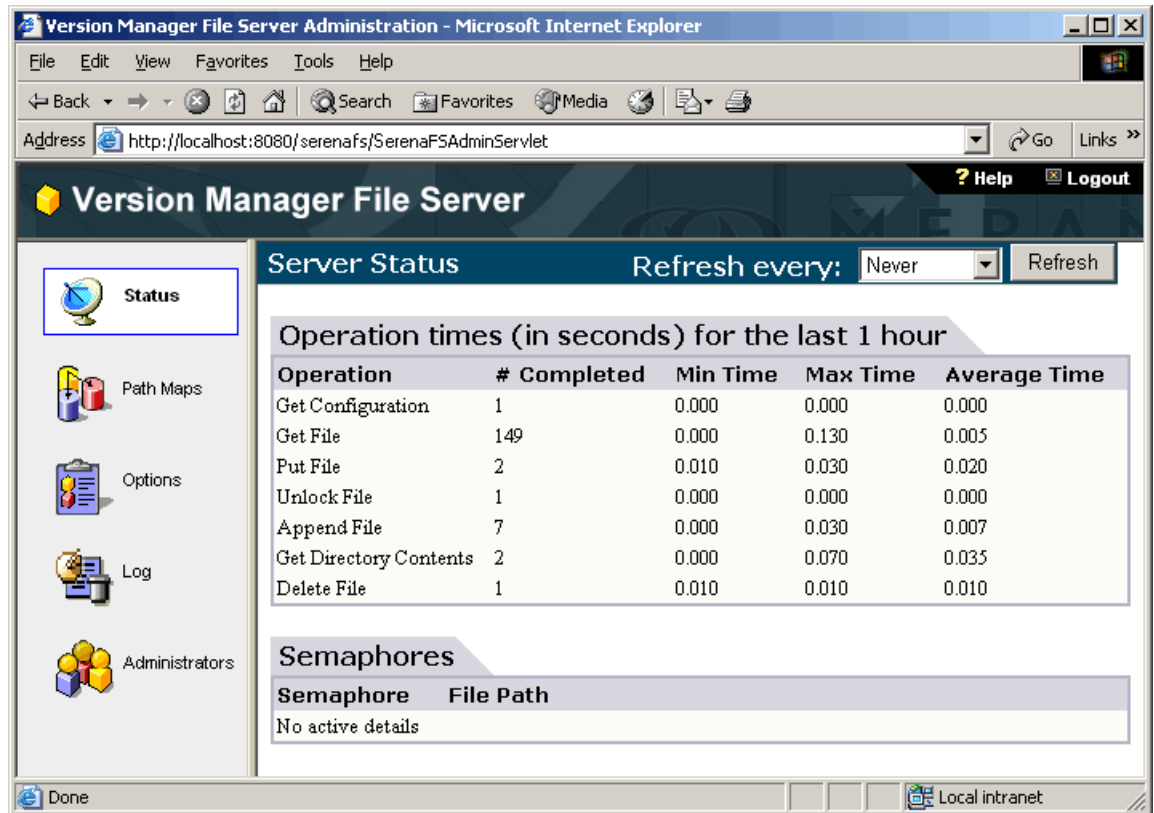 Version Manager File Server Administration - Microsoft Internet Explorer
File Edit View Favorites Tools Help
Back Search Favorites Media
Address http://localhost:8080/serenafs/SerenaFSAdminServlet Go Links »
? Help Logout
Version Manager File Server
Server Status Refresh every: Never Refresh
Status
Path Maps
Options
Log
Administrators
Operation times (in seconds) for the last 1 hour
Operation # Completed Min Time Max Time Average Time
Get Configuration 1 0.000 0.000 0.000
Get File 149 0.000 0.130 0.005
Put File 2 0.010 0.030 0.020
Unlock File 1 0.000 0.000 0.000
Append File 7 0.000 0.030 0.007
Get Directory Contents 2 0.000 0.070 0.035
Delete File 1 0.010 0.010 0.010
Semaphores
Semaphore File Path
No active details
Done Local intranet